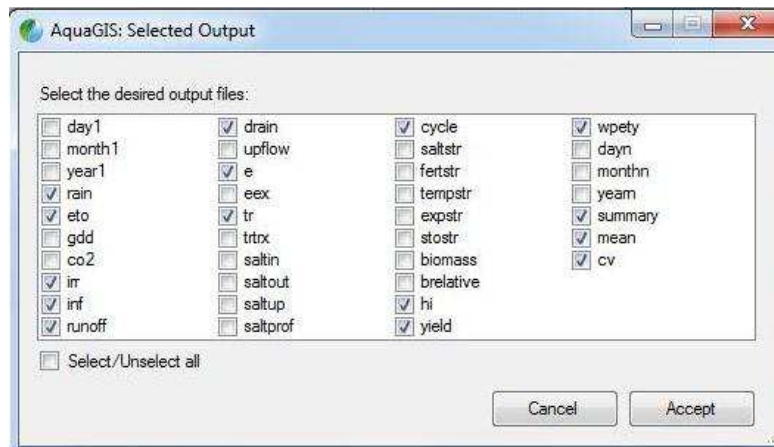 AquaGIS: Selected Output
Select the desired output files:
day1 drain cycle wpety
month1 upflow saltstr dayn
year1 e fertstr monthn
rain eex tempstr yearn
eto tr expstr summary
gdd trtrx stostr mean
co2 saltin biomass cv
irr saltout brelative
inf saltup hi
runoff saltprof yield
Select/Unselect all
Cancel Accept